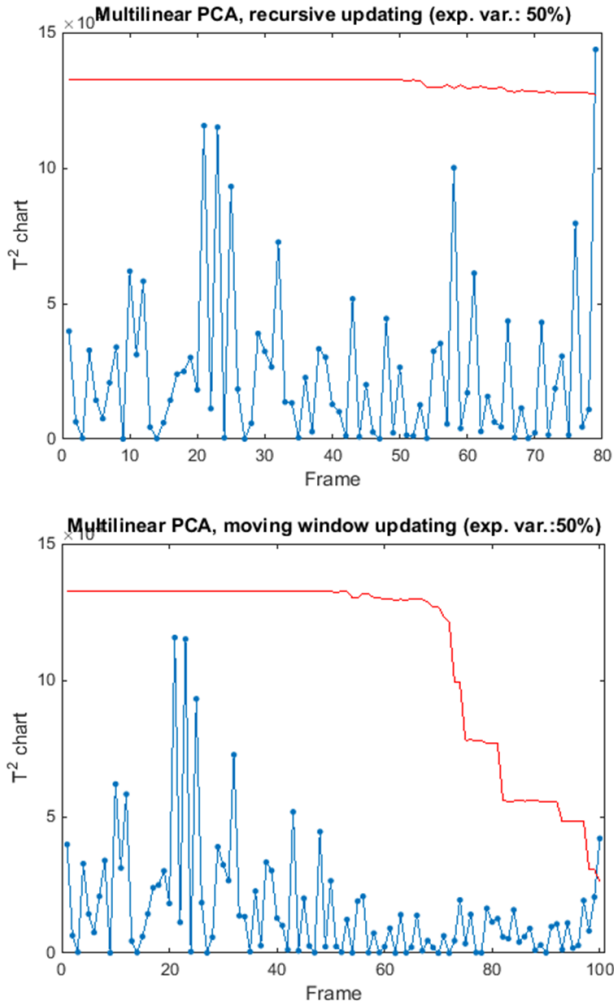 Multilinear PCA, recursive updating (exp. var.: 50%)
15
10
5
0
T² chart
0 10 20 30 40 50 60 70 80
Frame
Multilinear PCA, moving window updating (exp. var.:50%)
15
10
5
0
T² chart
0 20 40 60 80 100
Frame